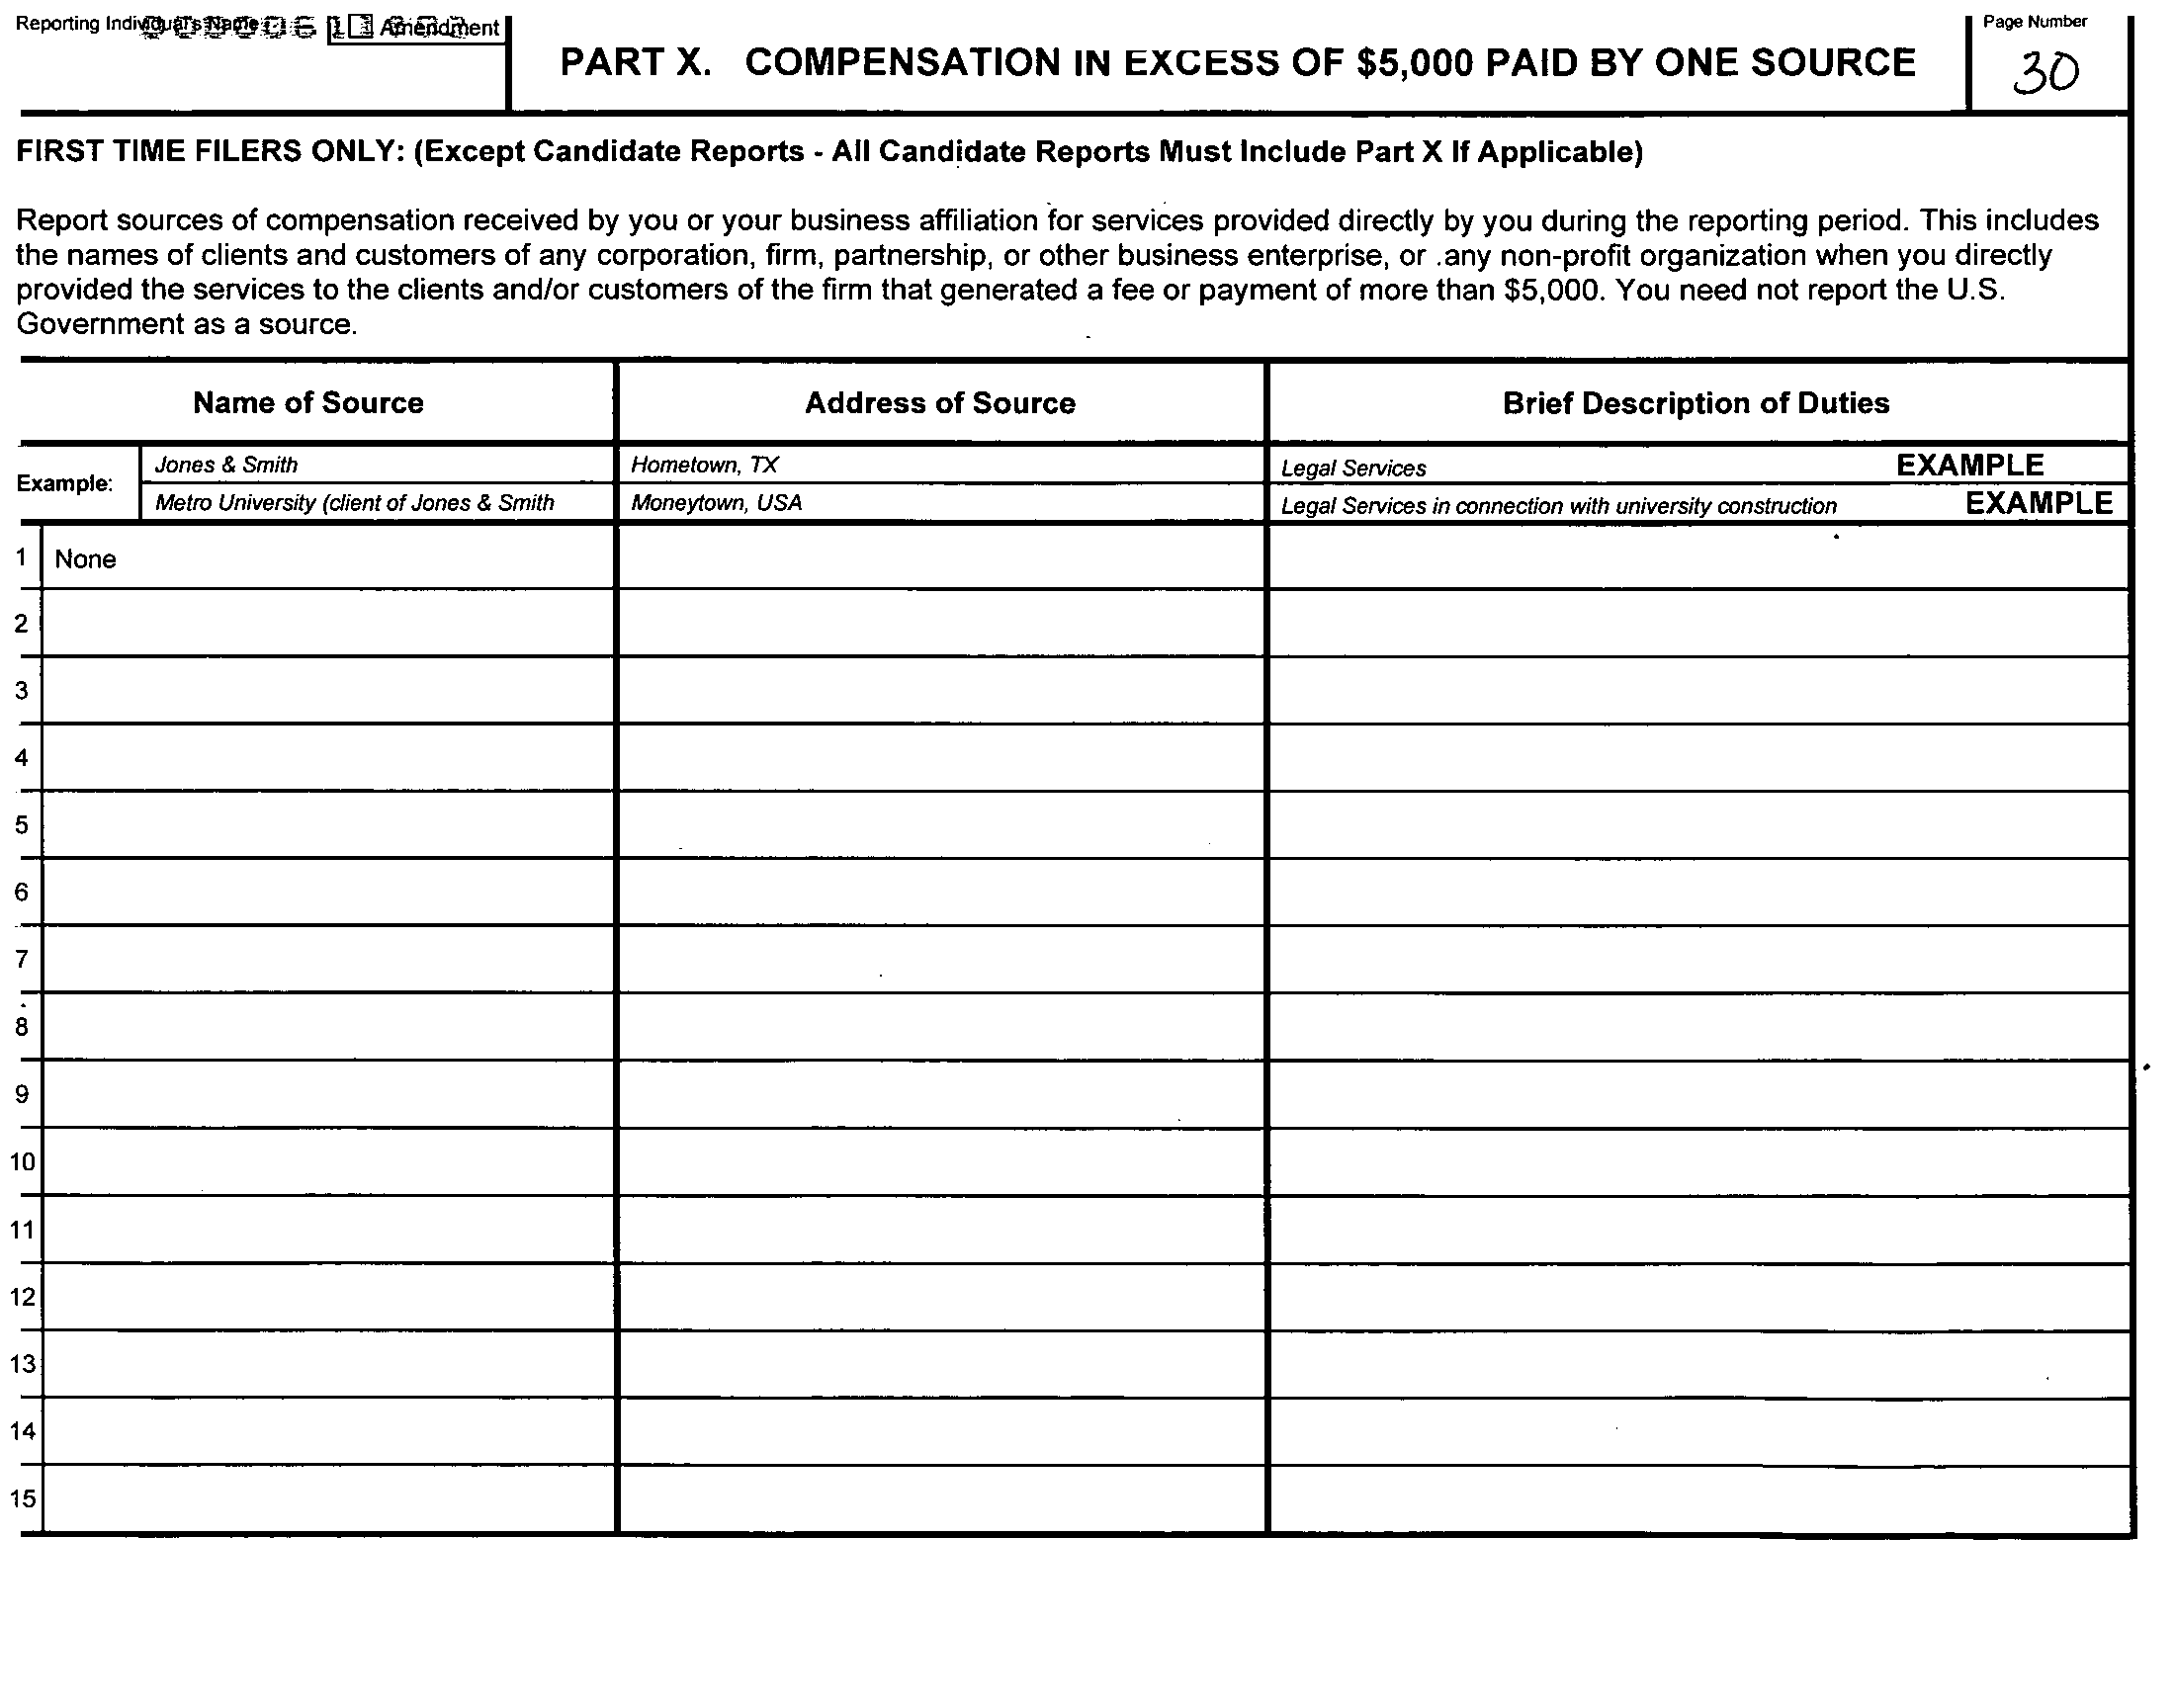 Reporting Individual's Name
Amendment
PART X. COMPENSATION IN EXCESS OF $5,000 PAID BY ONE SOURCE
Page Number
30
FIRST TIME FILERS ONLY: (Except Candidate Reports - All Candidate Reports Must Include Part X If Applicable)
Report sources of compensation received by you or your business affiliation for services provided directly by you during the reporting period. This includes
the names of clients and customers of any corporation, firm, partnership, or other business enterprise, or .any non-profit organization when you directly
provided the services to the clients and/or customers of the firm that generated a fee or payment of more than $5,000. You need not report the U.S.
Government as a source.
Name of Source Address of Source Brief Description of Duties
Example:
Jones & Smith Hometown, TX Legal Services EXAMPLE
Metro University (client of Jones & Smith Moneytown, USA Legal Services in connection with university construction EXAMPLE
1 None
2
3
4
5
6
7
8
9
10
11
12
13
14
15